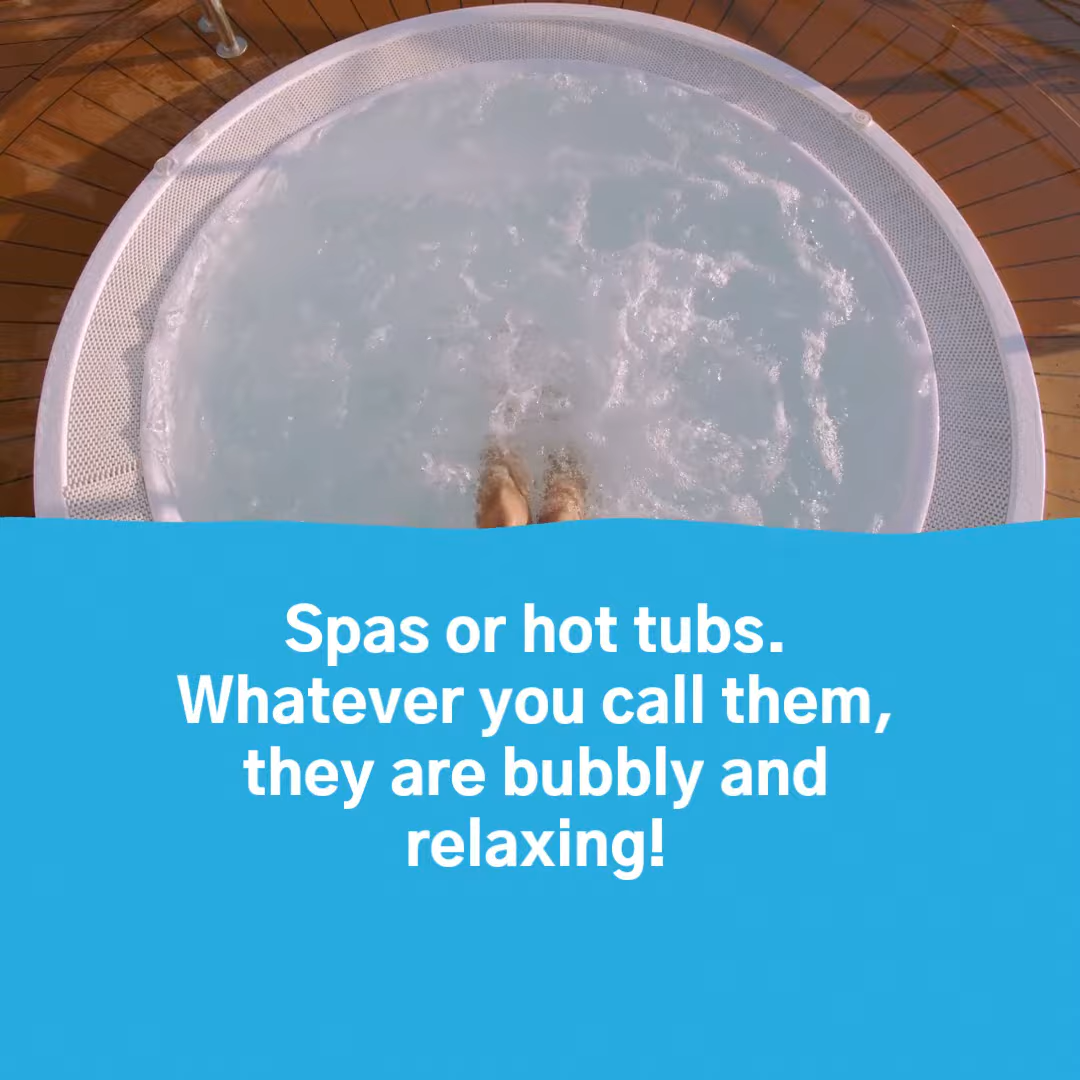 Spas or hot tubs.
Whatever you call them,
they are bubbly and
relaxing!